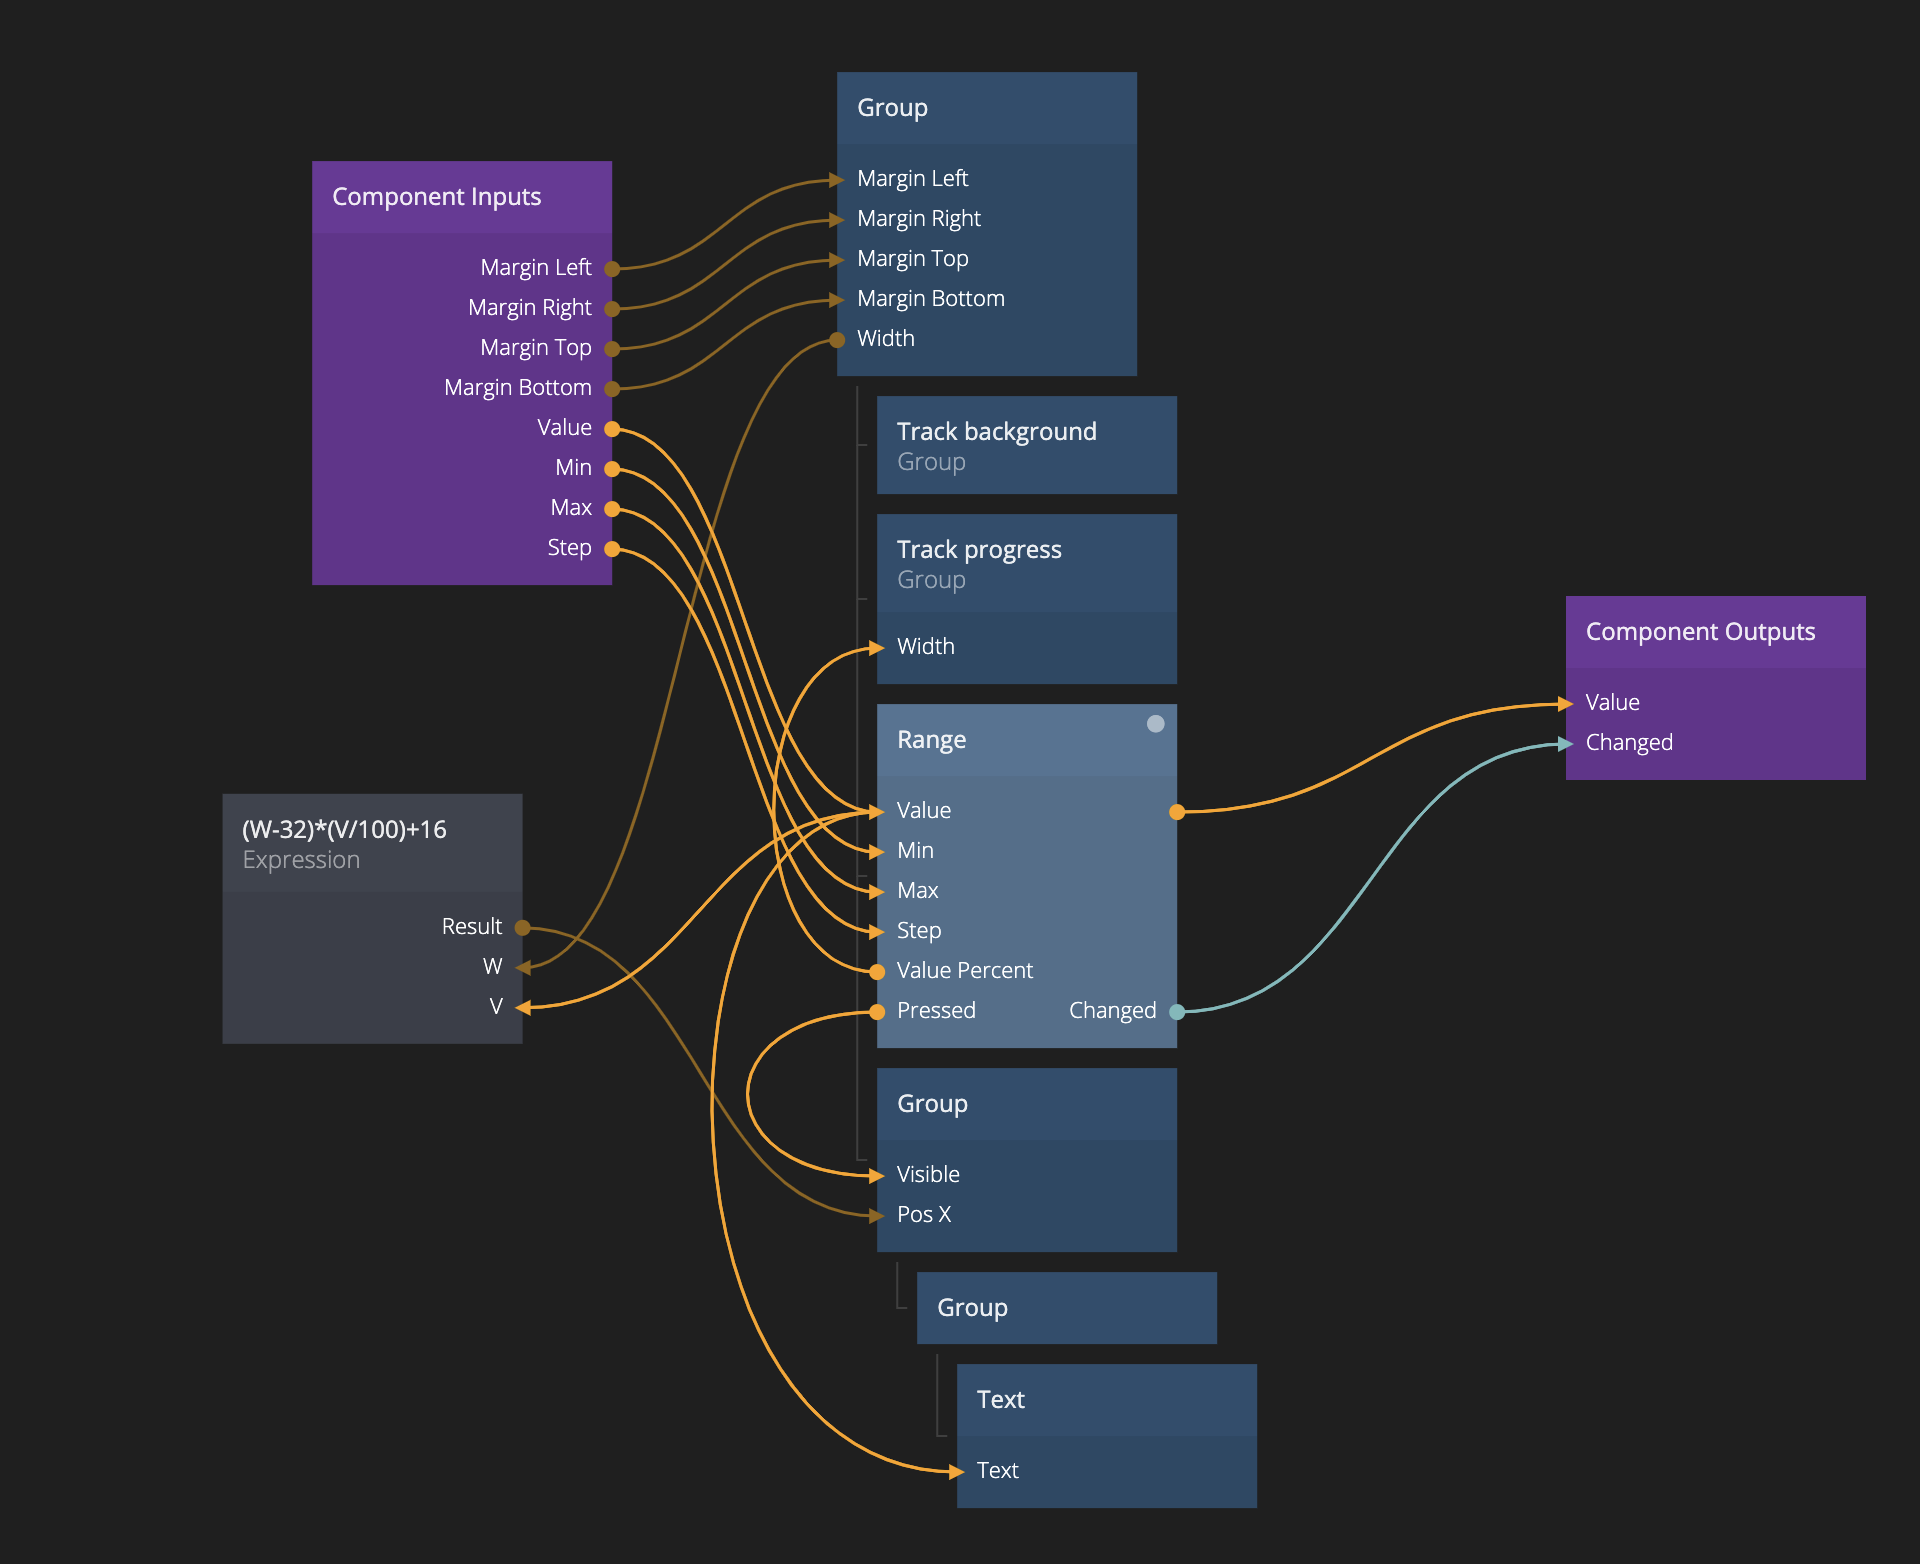 Group
Margin Left
Margin Right
Margin Top
Margin Bottom
Width
Component Inputs
Margin Left
Margin Right
Margin Top
Margin Bottom
Value
Min
Max
Step
Track background
Group
Track progress
Group
Width
Range
Value
Min
Max
Step
Value Percent
Pressed Changed
Component Outputs
Value
Changed
(W-32)*(V/100)+16
Expression
Result
W
V
Group
Visible
Pos X
Group
Text
Text